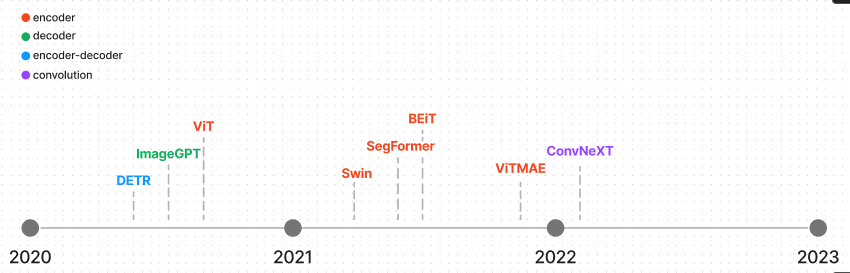 encoder
decoder
encoder-decoder
convolution
BEiT
ViT
SegFormer
ImageGPT
ConvNeXT
ViTMAE
Swin
DETR
2020 2021 2022 2023